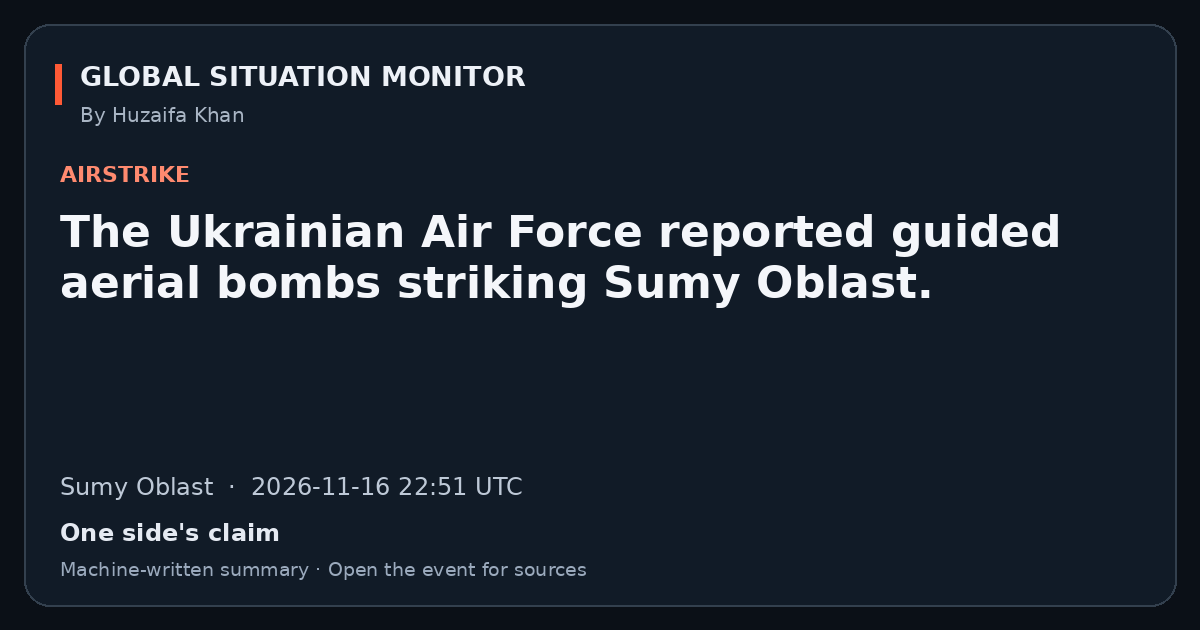 GLOBAL SITUATION MONITOR
By Huzaifa Khan
AIRSTRIKE
The Ukrainian Air Force reported guided
aerial bombs striking Sumy Oblast.
Sumy Oblast · 2026-11-16 22:51 UTC
One side's claim
Machine-written summary · Open the event for sources